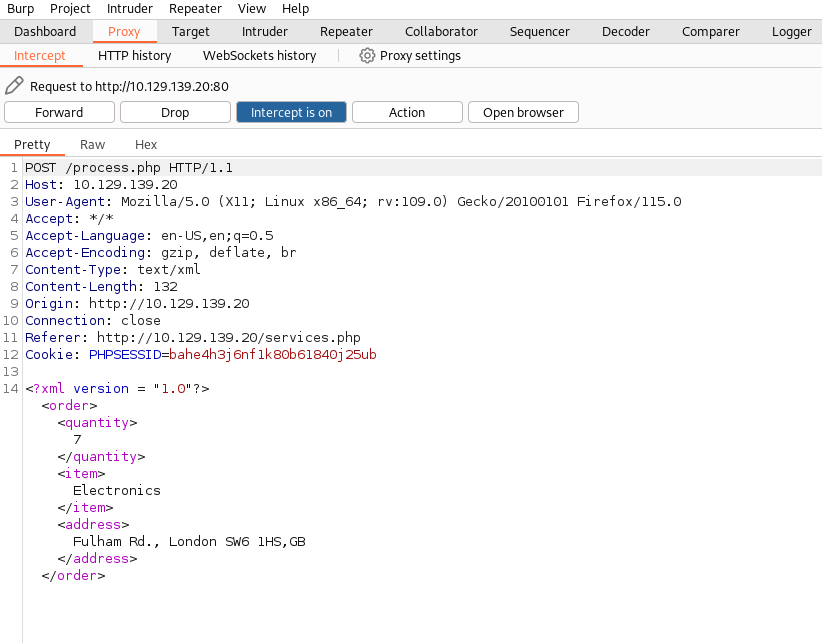 Burp Project Intruder Repeater View Help
Dashboard Proxy Target Intruder Repeater Collaborator Sequencer Decoder Comparer Logger
Intercept HTTP history WebSockets history Proxy settings
Request to http://10.129.139.20:80
Forward Drop Intercept is on Action Open browser
Pretty Raw Hex
1 POST /process.php HTTP/1.1
2 Host: 10.129.139.20
3 User-Agent: Mozilla/5.0 (X11; Linux x86_64; rv:109.0) Gecko/20100101 Firefox/115.0
4 Accept: */*
5 Accept-Language: en-US,en;q=0.5
6 Accept-Encoding: gzip, deflate, br
7 Content-Type: text/xml
8 Content-Length: 132
9 Origin: http://10.129.139.20
10 Connection: close
11 Referer: http://10.129.139.20/services.php
12 Cookie: PHPSESSID=bahe4h3j6nf1k80b61840j25ub
13
14 <?xml version = "1.0"?>
<order>
<quantity>
7
</quantity>
<item>
Electronics
</item>
<address>
Fulham Rd., London SW6 1HS,GB
</address>
</order>